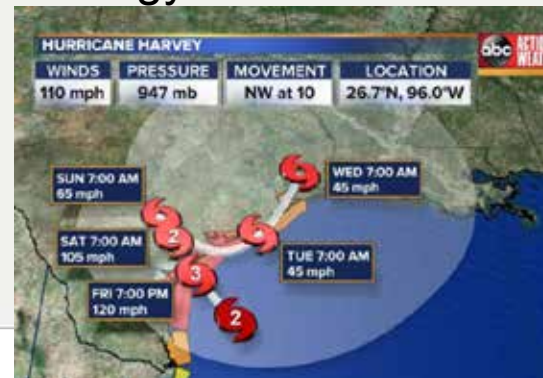 HURRICANE HARVEY
abc ACTION
WEAT
WINDS PRESSURE MOVEMENT LOCATION
110 mph 947 mb NW at 10 26.7°N, 96.0°W
SUN 7:00 AM
65 mph
WED 7:00 AM
45 mph
2
SAT 7:00 AM
105 mph
TUE 7:00 AM
45 mph
3
FRI 7:00 PM
120 mph
2